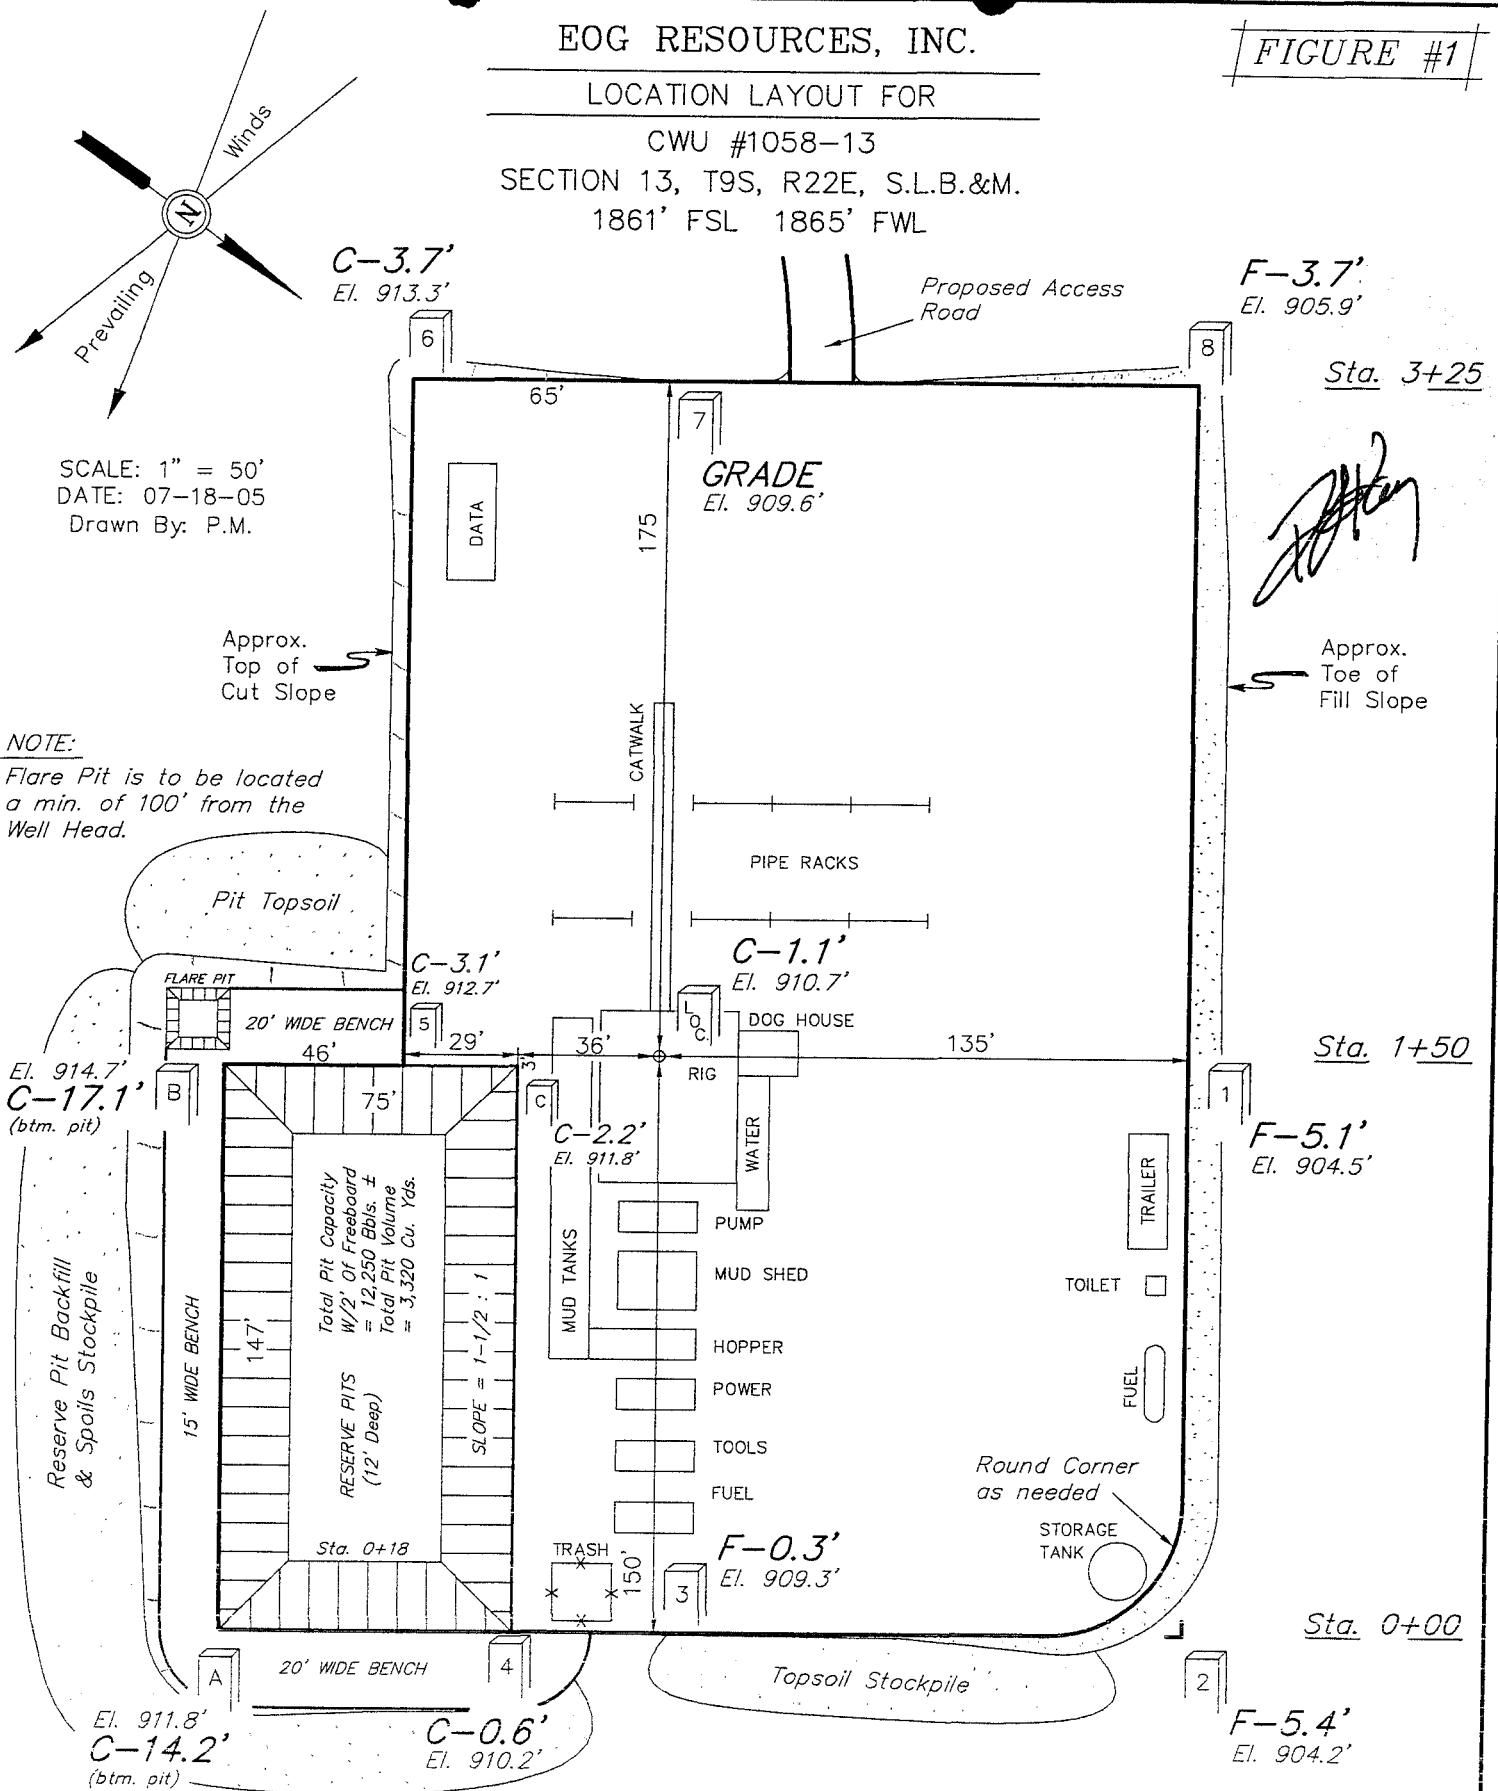 EOG RESOURCES, INC.
FIGURE #1
LOCATION LAYOUT FOR
CWU #1058-13
SECTION 13, T9S, R22E, S.L.B.&M.
1861' FSL 1865' FWL
Winds
N
Prevailing
C-3.7'
El. 913.3'
6
Proposed Access
Road
F-3.7'
El. 905.9'
8
Sta. 3+25
65'
7
GRADE
El. 909.6'
175
SCALE: 1" = 50'
DATE: 07-18-05
Drawn By: P.M.
DATA
Approx.
Top of
Cut Slope
Approx.
Toe of
Fill Slope
CATWALK
NOTE:
Flare Pit is to be located
a min. of 100' from the
Well Head.
PIPE RACKS
Pit Topsoil
C-3.1'
El. 912.7'
5
C-1.1'
El. 910.7'
LOC.
FLARE PIT
20' WIDE BENCH
DOG HOUSE
46'
29'
3'
36'
RIG
135'
Sta. 1+50
El. 914.7'
C-17.1'
(btm. pit)
B
75'
C
C-2.2'
El. 911.8'
WATER
1
F-5.1'
El. 904.5'
TRAILER
Total Pit Capacity
W/2' Of Freeboard
= 12,250 Bbls. ±
Total Pit Volume
= 3,320 Cu. Yds.
RESERVE PITS
(12' Deep)
SLOPE = 1-1/2 : 1
147'
15' WIDE BENCH
Reserve Pit Backfill
& Spoils Stockpile
MUD TANKS
PUMP
MUD SHED
TOILET
HOPPER
POWER
FUEL
TOOLS
FUEL
Round Corner
as needed
STORAGE
TANK
Sta. 0+18
TRASH
150'
F-0.3'
El. 909.3'
3
Sta. 0+00
A
20' WIDE BENCH
4
Topsoil Stockpile
2
El. 911.8'
C-14.2'
(btm. pit)
C-0.6'
El. 910.2'
F-5.4'
El. 904.2'